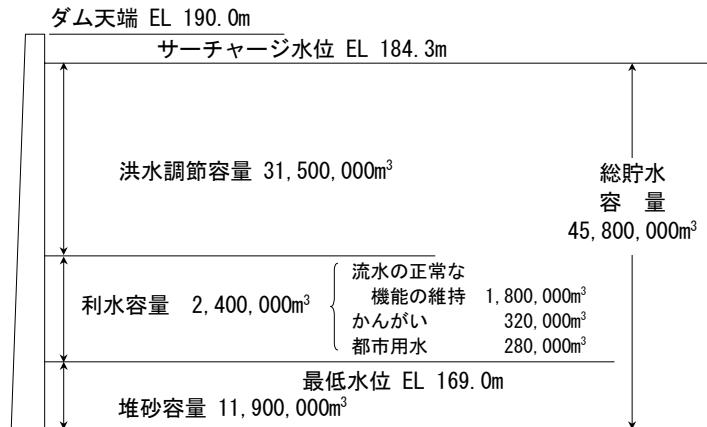 ダム天端 EL 190.0m
サーチャージ水位 EL 184.3m
洪水調節容量 31,500,000m³
総貯水
容　量
45,800,000m³
利水容量　2,400,000m³
流水の正常な
機能の維持　1,800,000m³
かんがい　320,000m³
都市用水　280,000m³
最低水位 EL 169.0m
堆砂容量 11,900,000m³